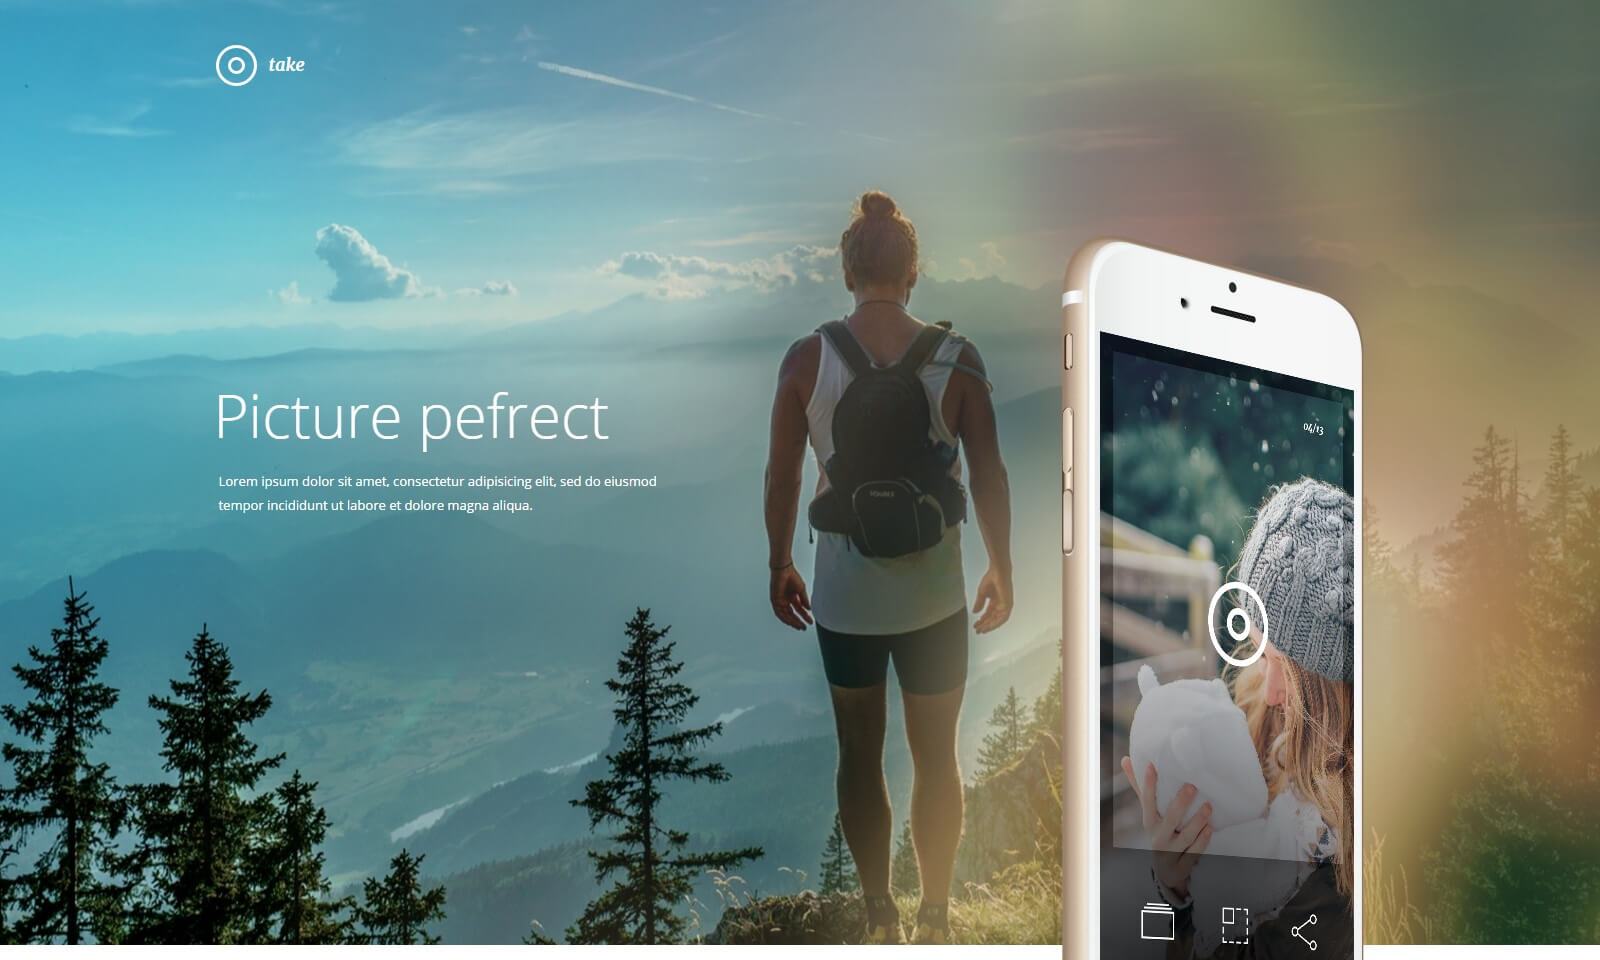 take
04/13
Picture pefrect
Lorem ipsum dolor sit amet, consectetur adipisicing elit, sed do eiusmod
tempor incididunt ut labore et dolore magna aliqua.